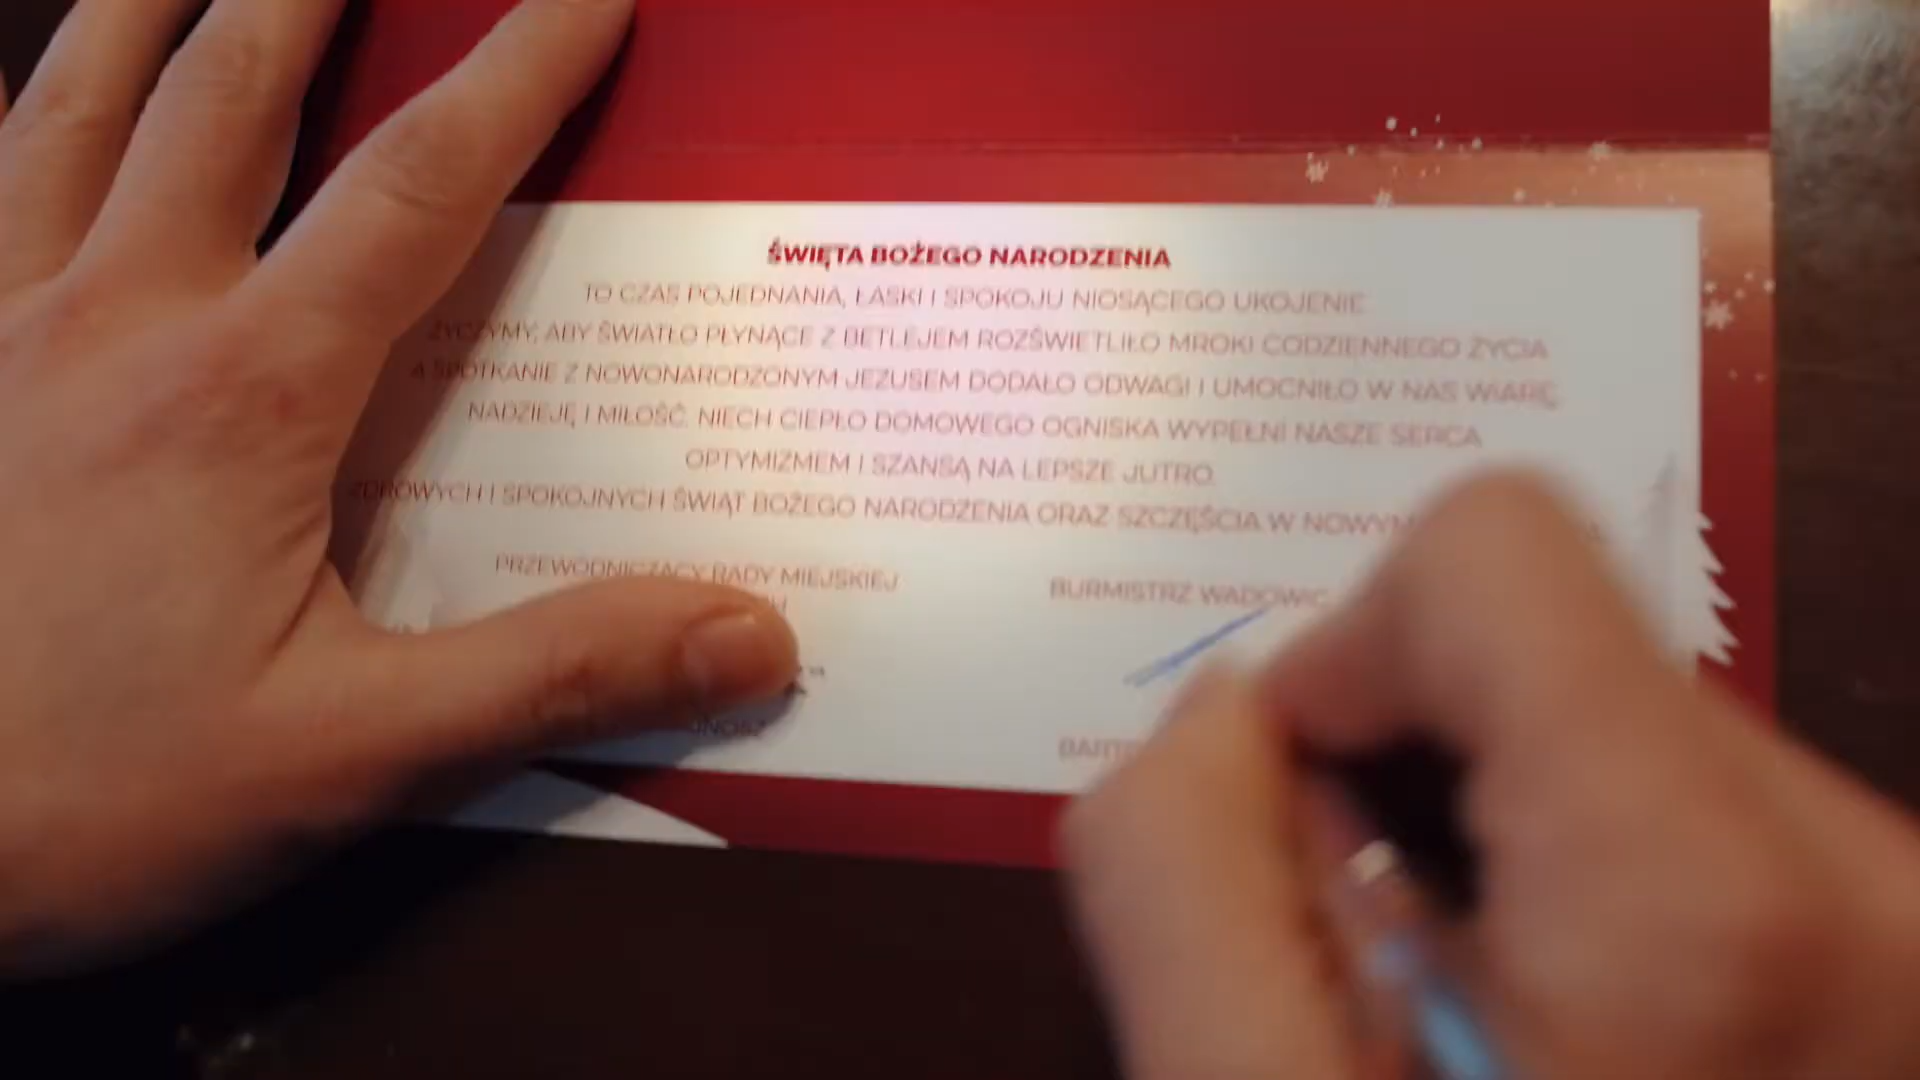 ŚWIĘTA BOŻEGO NARODZENIA
TO CZAS POJEDNANIA, ŁASKI I SPOKOJU NIOSĄCEGO UKOJENIE
ŻYCZYMY, ABY ŚWIATŁO PŁYNĄCE Z BETLEJEM ROZŚWIETLIŁO MROKI CODZIENNEGO ŻYCIA
A SPOTKANIE Z NOWONARODZONYM JEZUSEM DODAŁO ODWAGI I UMOCNIŁO W NAS WIARĘ,
NADZIEJĘ I MIŁOŚĆ. NIECH CIEPŁO DOMOWEGO OGNISKA WYPEŁNI NASZE SERCA
OPTYMIZMEM I SZANSĄ NA LEPSZE JUTRO.
ZDROWYCH I SPOKOJNYCH ŚWIĄT BOŻEGO NARODZENIA ORAZ SZCZĘŚCIA W NOWYM
PRZEWODNICZĄCY RADY MIEJSKIEJ
BURMISTRZ WADOWIC